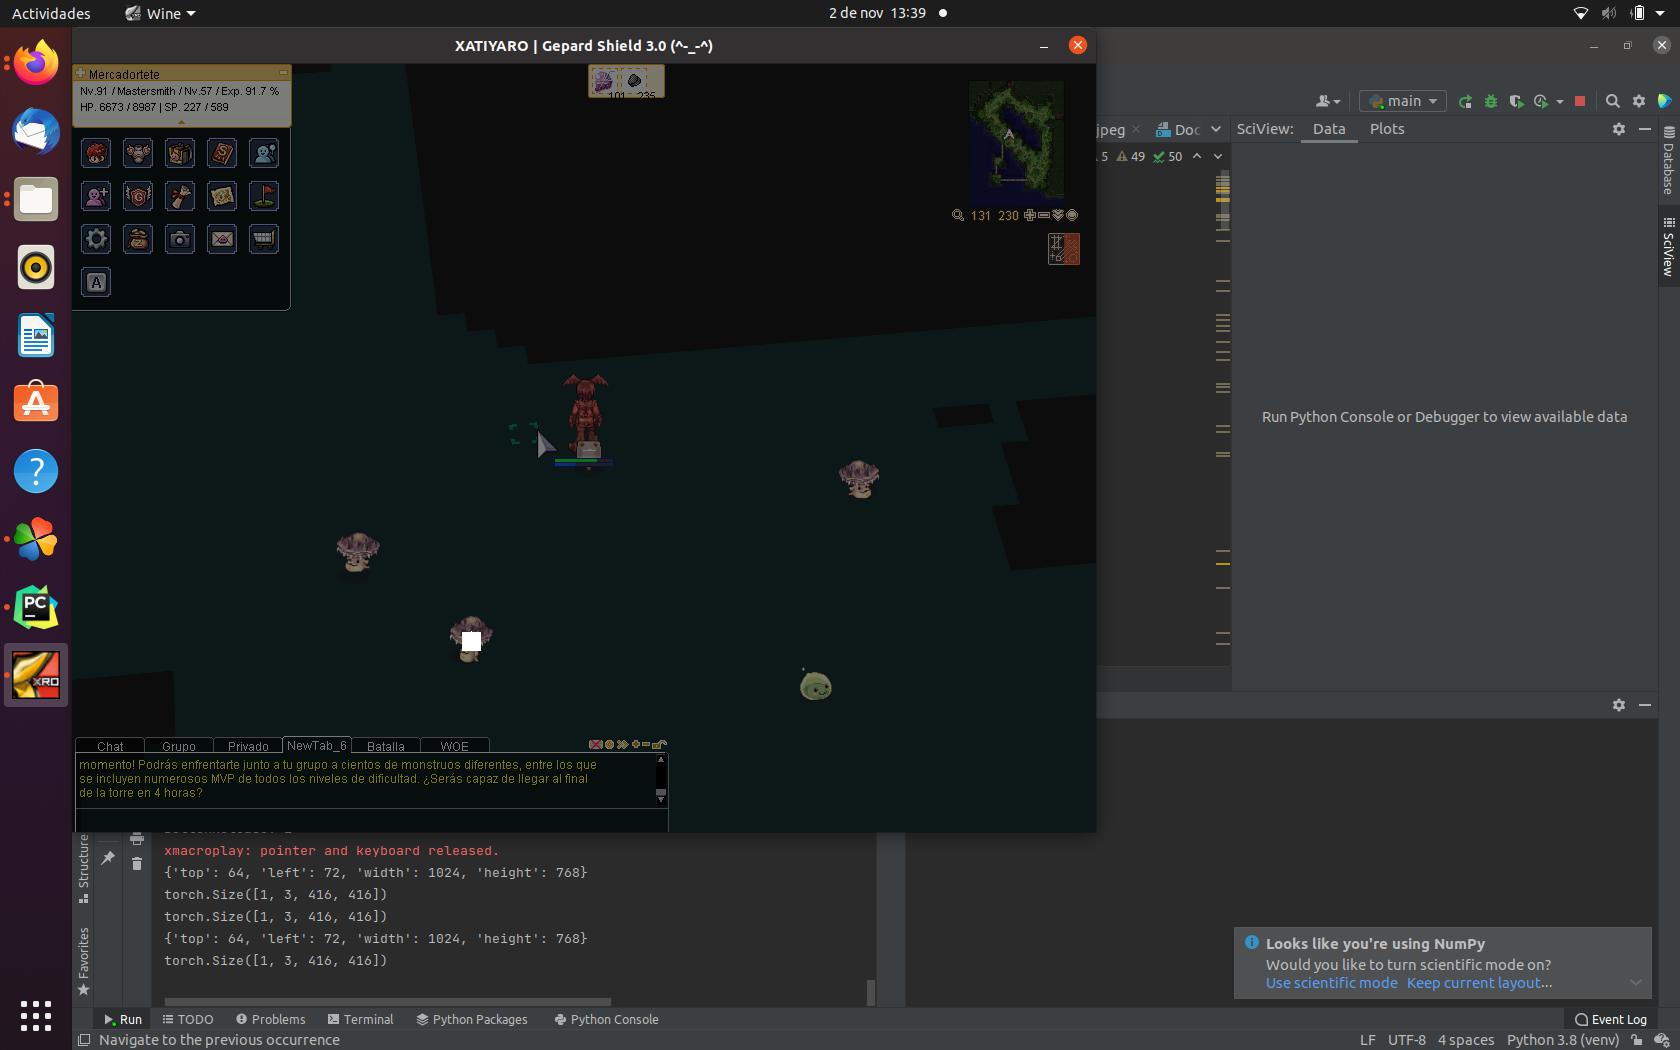 Actividades
Wine
2 de nov 13:39
XATIYARO | Gepard Shield 3.0 (^-_-^)
Mercadortete
Nv.91 / Mastersmith / Nv.57 / Exp. 91.7 %
HP. 6673 / 8987 | SP. 227 / 589
101 235
131 230
A
main
jpeg
Doc
SciView:
Data
Plots
5
49
50
Database
SciView
Run Python Console or Debugger to view available data
PC
XRO
Chat
Grupo
Privado
NewTab_6
Batalla
WOE
momento! Podrás enfrentarte junto a tu grupo a cientos de monstruos diferentes, entre los que
se incluyen numerosos MVP de todos los niveles de dificultad. ¿Serás capaz de llegar al final
de la torre en 4 horas?
xmacroplay: pointer and keyboard released.
{'top': 64, 'left': 72, 'width': 1024, 'height': 768}
torch.Size([1, 3, 416, 416])
torch.Size([1, 3, 416, 416])
{'top': 64, 'left': 72, 'width': 1024, 'height': 768}
torch.Size([1, 3, 416, 416])
Structure
Favorites
Looks like you're using NumPy
Would you like to turn scientific mode on?
Use scientific mode Keep current layout...
Run
TODO
Problems
Terminal
Python Packages
Python Console
Event Log
Navigate to the previous occurrence
LF
UTF-8
4 spaces
Python 3.8 (venv)